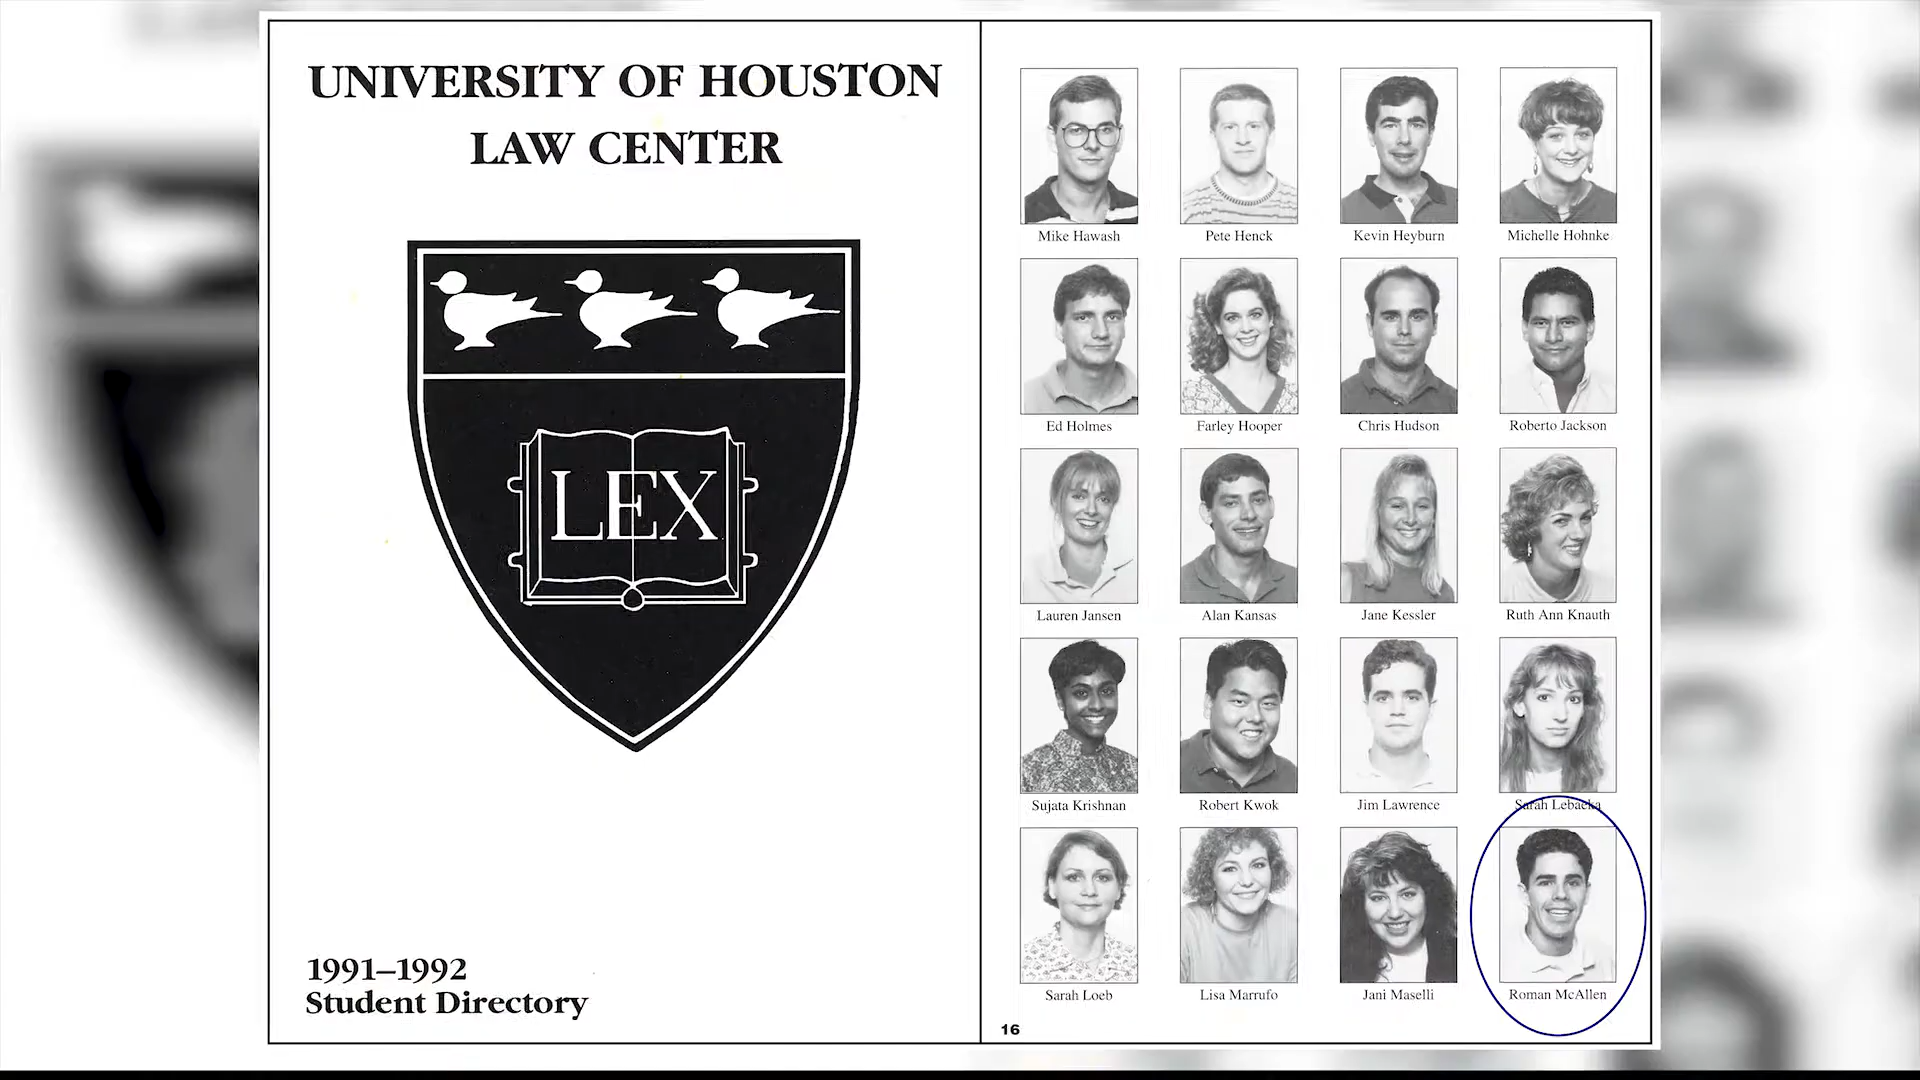 UNIVERSITY OF HOUSTON
LAW CENTER
LEX
1991–1992
Student Directory
Mike Hawash
Pete Henck
Kevin Heyburn
Michelle Hohnke
Ed Holmes
Farley Hooper
Chris Hudson
Roberto Jackson
Lauren Jansen
Alan Kansas
Jane Kessler
Ruth Ann Knauth
Sujata Krishnan
Robert Kwok
Jim Lawrence
Sarah Lebaeka
Sarah Loeb
Lisa Marrufo
Jani Maselli
Roman McAllen
16